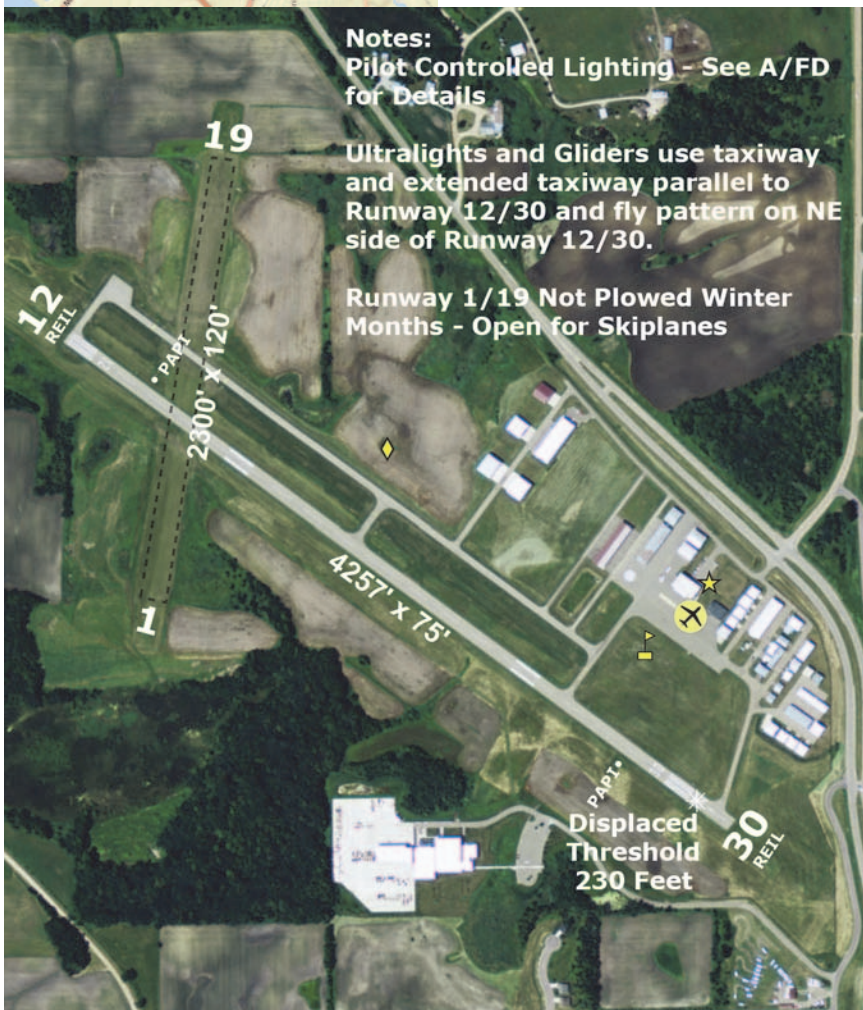 Notes:
Pilot Controlled Lighting - See A/FD
for Details
Ultralights and Gliders use taxiway
and extended taxiway parallel to
Runway 12/30 and fly pattern on NE
side of Runway 12/30.
Runway 1/19 Not Plowed Winter
Months - Open for Skiplanes
19
12
REIL
PAPI
2300' x 120'
1
4257' x 75'
PAPI
Displaced
Threshold
230 Feet
30
REIL